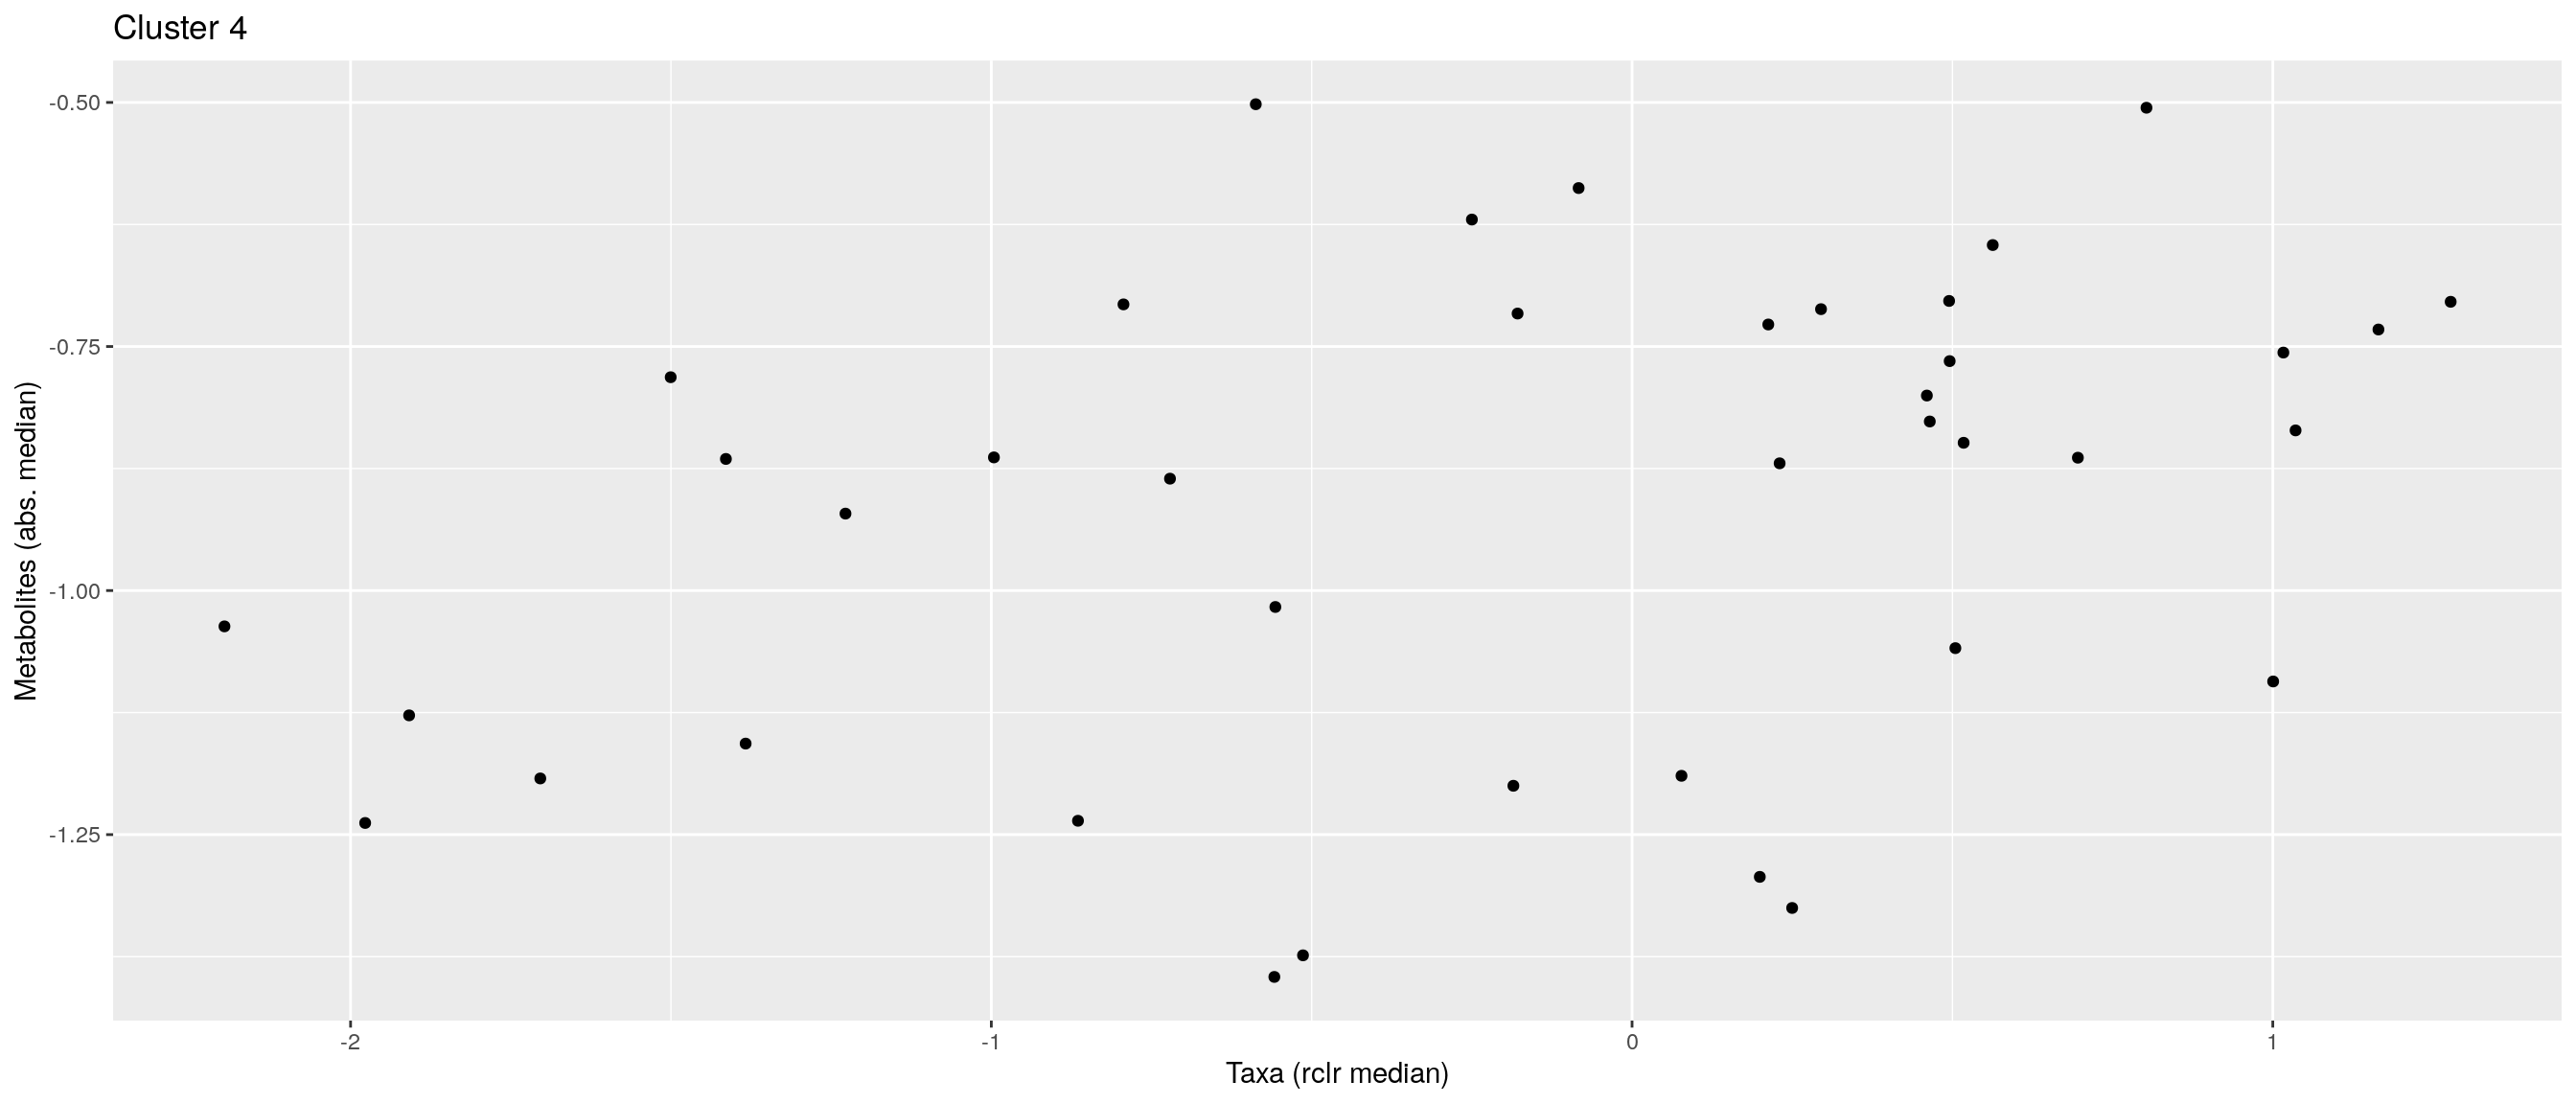 Cluster 4
-0.50
-0.75
-1.00
-1.25
Metabolites (abs. median)
-2
-1
0
1
Taxa (rclr median)